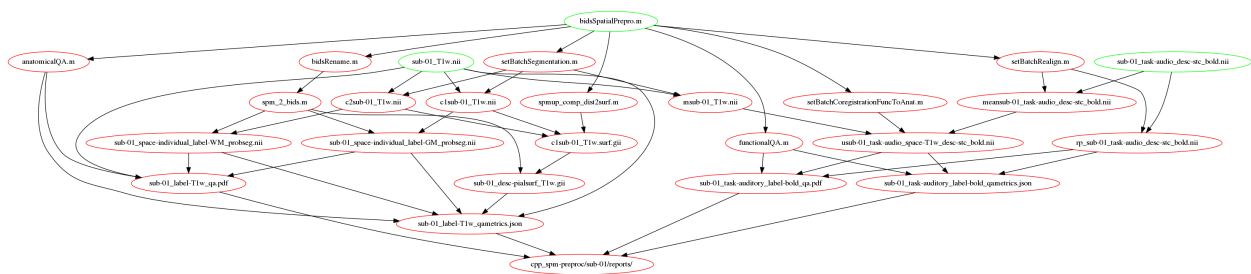 bidsSpatialPrepro.m
anatomicalQA.m
bidsRename.m
sub-01_T1w.nii
setBatchSegmentation.m
setBatchRealign.m
sub-01_task-audio_desc-stc_bold.nii
spm_2_bids.m
c2sub-01_T1w.nii
c1sub-01_T1w.nii
spmup_comp_dist2surf.m
msub-01_T1w.nii
setBatchCoregistrationFuncToAnat.m
meansub-01_task-audio_desc-stc_bold.nii
sub-01_space-individual_label-WM_probseg.nii
sub-01_space-individual_label-GM_probseg.nii
c1sub-01_T1w.surf.gii
functionalQA.m
usub-01_task-audio_space-T1w_desc-stc_bold.nii
rp_sub-01_task-audio_desc-stc_bold.nii
sub-01_label-T1w_qa.pdf
sub-01_desc-pialsurf_T1w.gii
sub-01_task-auditory_label-bold_qa.pdf
sub-01_task-auditory_label-bold_qametrics.json
sub-01_label-T1w_qametrics.json
cpp_spm-preproc/sub-01/reports/